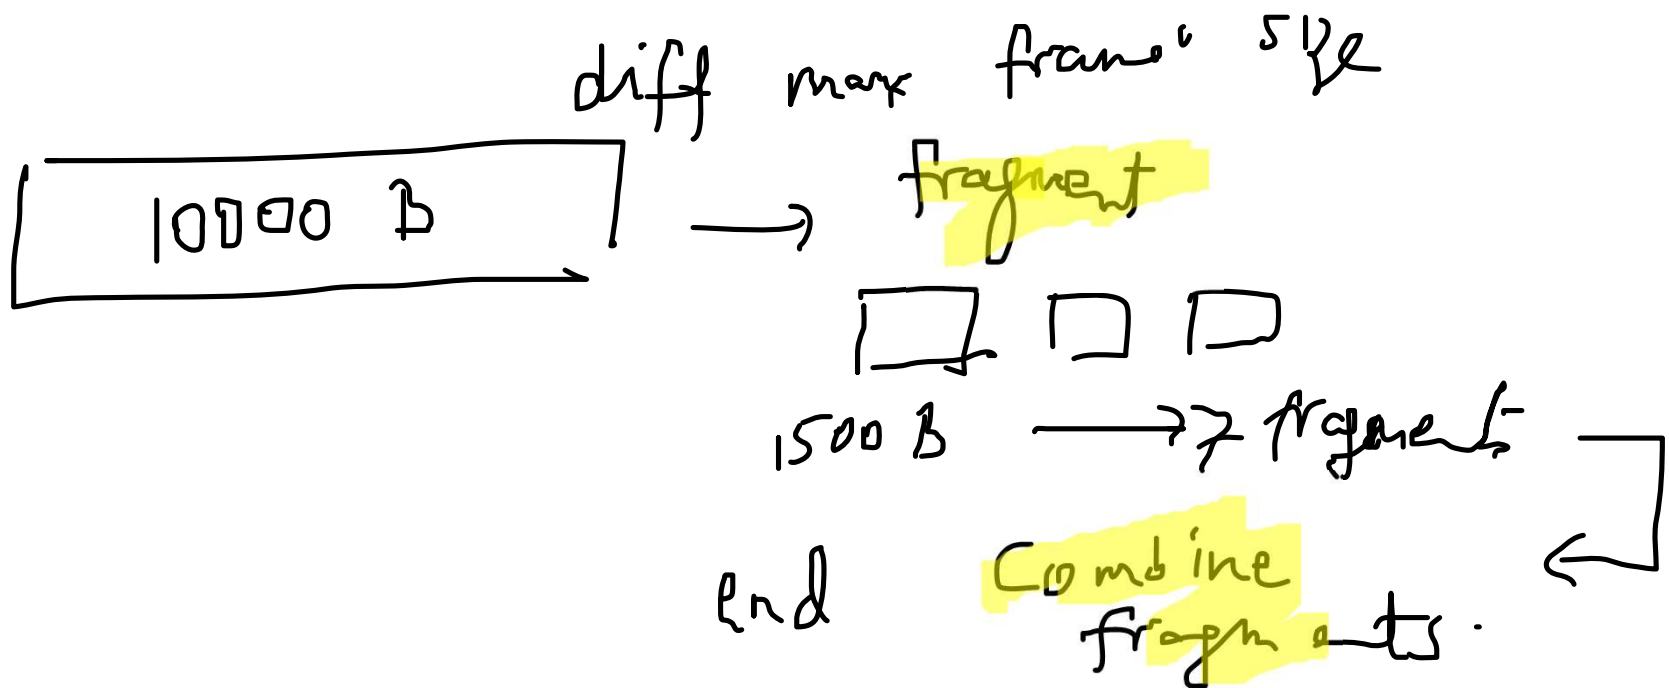 diff max frame size
10000 B → fragment
1500 B → 7 fragments
end Combine
fragments.